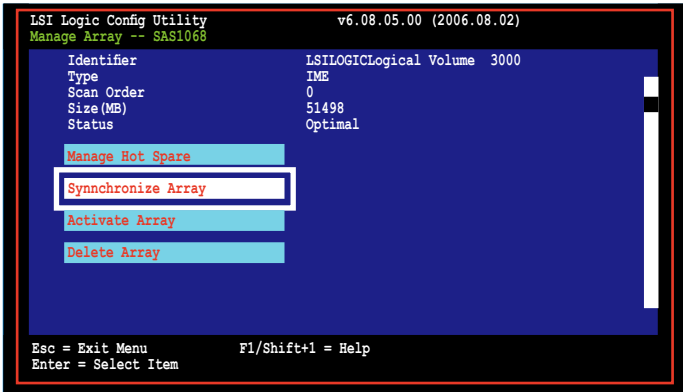 LSI Logic Config Utility v6.08.05.00 (2006.08.02)
Manage Array -- SAS1068
Identifier LSILOGICLogical Volume 3000
Type IME
Scan Order 0
Size(MB) 51498
Status Optimal
Manage Hot Spare
Synnchronize Array
Activate Array
Delete Array
Esc = Exit Menu F1/Shift+1 = Help
Enter = Select Item